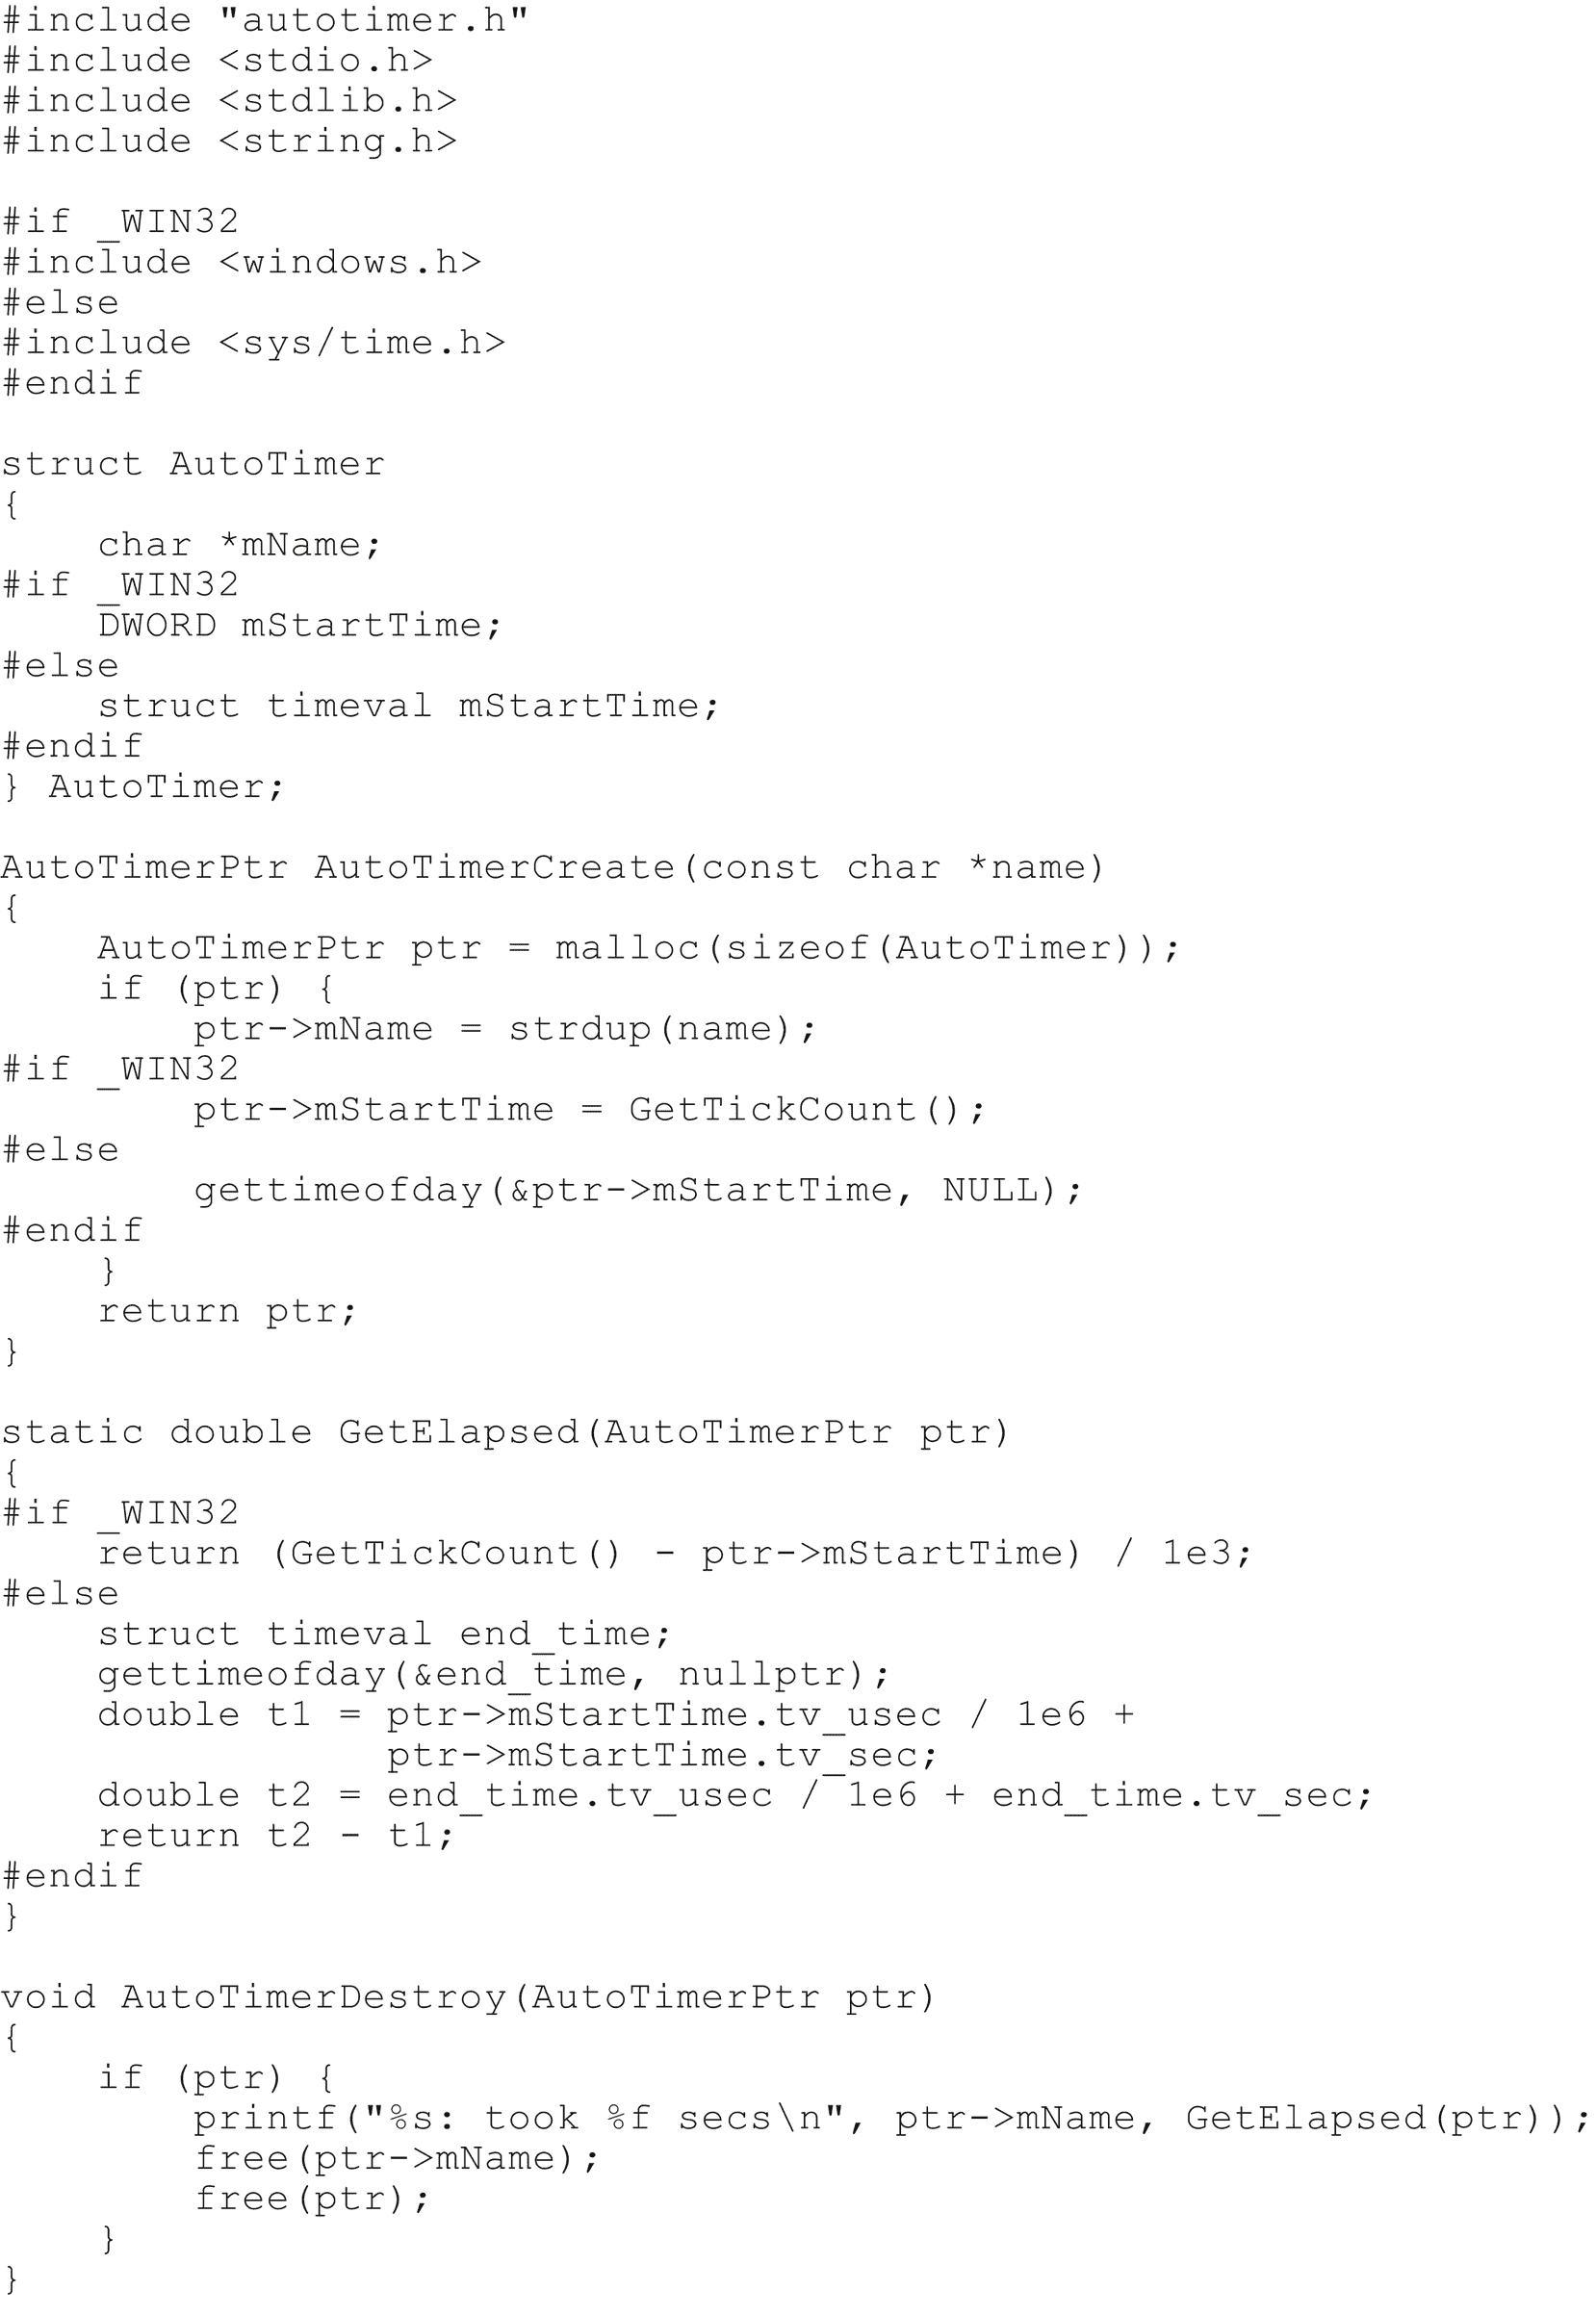 #include "autotimer.h"
#include <stdio.h>
#include <stdlib.h>
#include <string.h>

#if _WIN32
#include <windows.h>
#else
#include <sys/time.h>
#endif

struct AutoTimer
{
    char *mName;
#if _WIN32
    DWORD mStartTime;
#else
    struct timeval mStartTime;
#endif
} AutoTimer;

AutoTimerPtr AutoTimerCreate(const char *name)
{
    AutoTimerPtr ptr = malloc(sizeof(AutoTimer));
    if (ptr) {
        ptr->mName = strdup(name);
#if _WIN32
        ptr->mStartTime = GetTickCount();
#else
        gettimeofday(&ptr->mStartTime, NULL);
#endif
    }
    return ptr;
}

static double GetElapsed(AutoTimerPtr ptr)
{
#if _WIN32
    return (GetTickCount() - ptr->mStartTime) / 1e3;
#else
    struct timeval end_time;
    gettimeofday(&end_time, nullptr);
    double t1 = ptr->mStartTime.tv_usec / 1e6 +
                ptr->mStartTime.tv_sec;
    double t2 = end_time.tv_usec / 1e6 + end_time.tv_sec;
    return t2 - t1;
#endif
}

void AutoTimerDestroy(AutoTimerPtr ptr)
{
    if (ptr) {
        printf("%s: took %f secs\n", ptr->mName, GetElapsed(ptr));
        free(ptr->mName);
        free(ptr);
    }
}